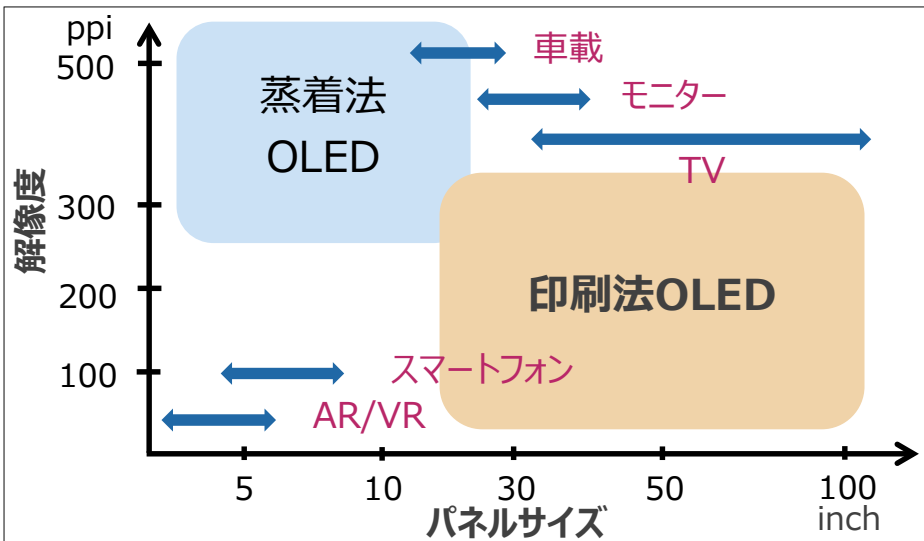 ppi
500
300
200
100
解像度
蒸着法
OLED
車載
モニター
TV
印刷法OLED
スマートフォン
AR/VR
5
10
30
50
100
パネルサイズ
inch